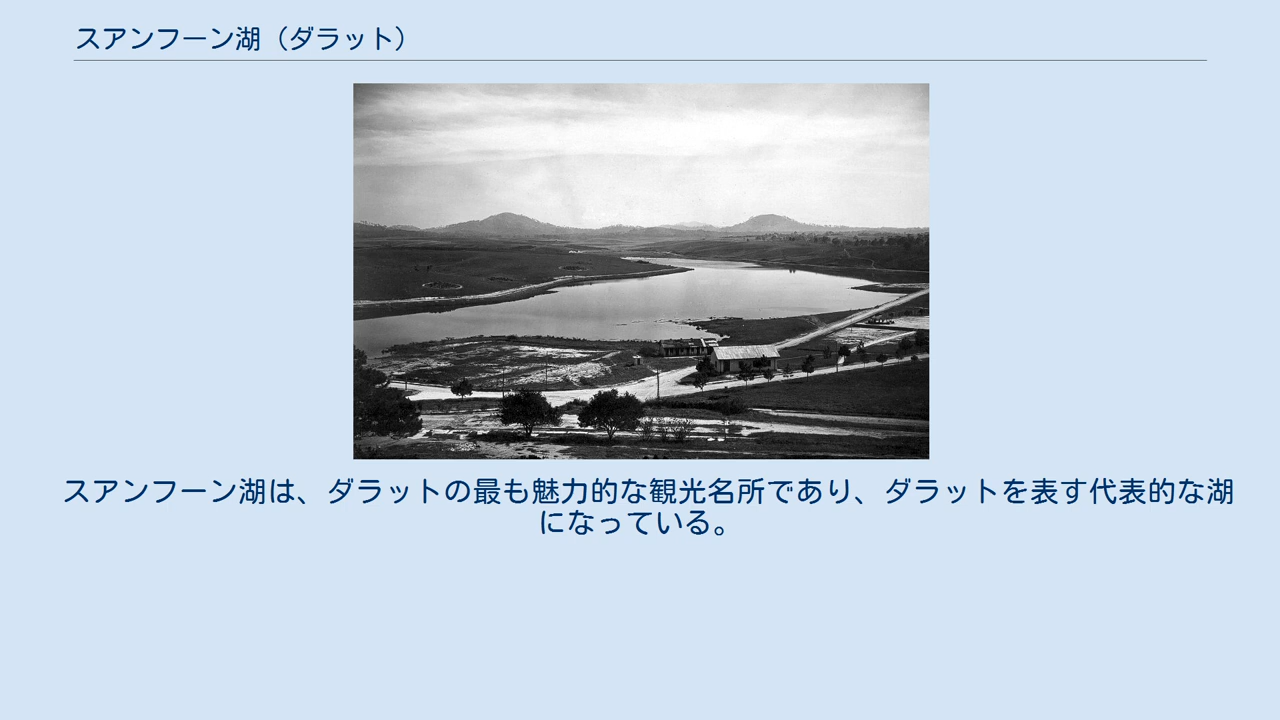 スアンフーン湖（ダラット）
スアンフーン湖は、ダラットの最も魅力的な観光名所であり、ダラットを表す代表的な湖
になっている。